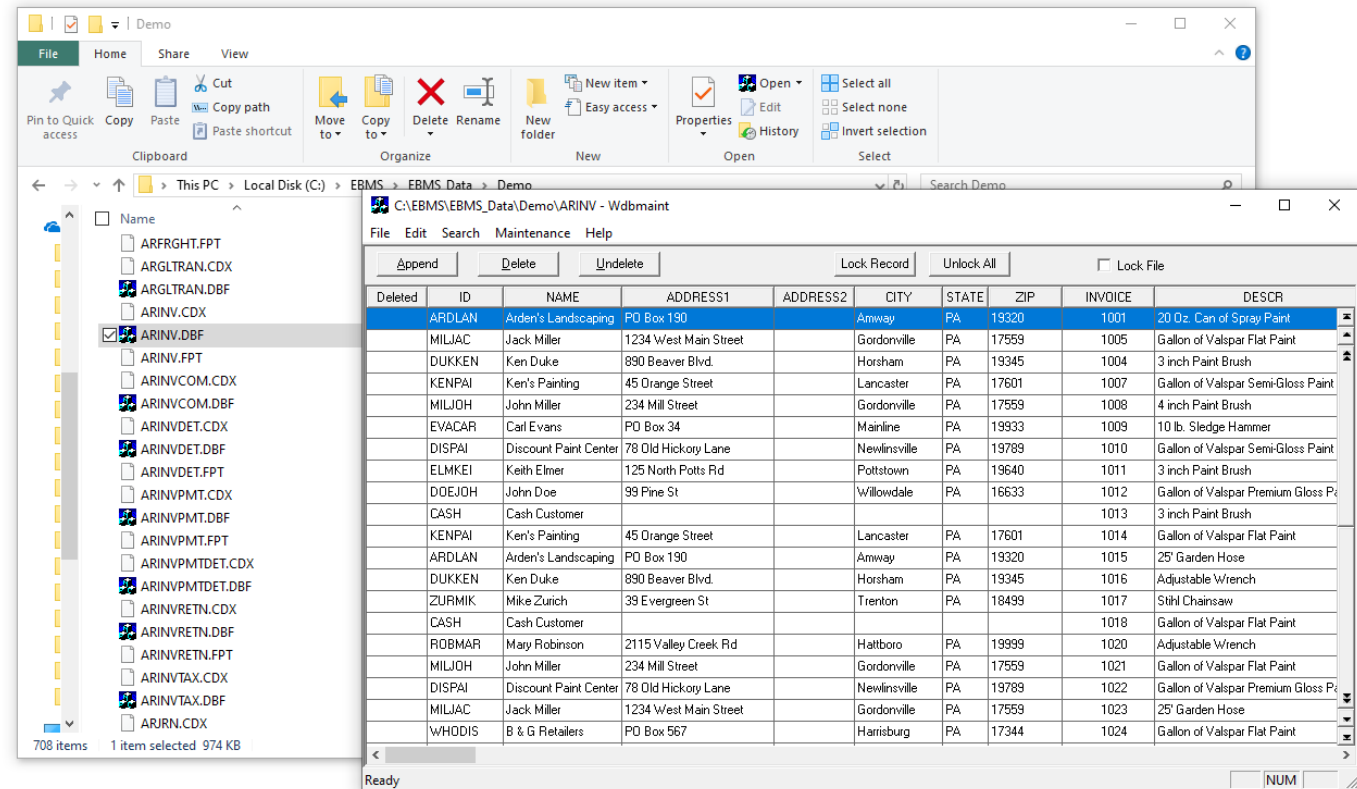 Demo
File Home Share View
Pin to Quick access
Copy
Paste
Cut
Copy path
Paste shortcut
Clipboard
Move to
Copy to
Delete
Rename
Organize
New folder
New item
Easy access
New
Properties
Open
Edit
History
Open
Select all
Select none
Invert selection
Select
This PC > Local Disk (C:) > EBMS > EBMS_Data > Demo
Search Demo
Name
ARFRGHT.FPT
ARGLTRAN.CDX
ARGLTRAN.DBF
ARINV.CDX
ARINV.DBF
ARINV.FPT
ARINVCOM.CDX
ARINVCOM.DBF
ARINVDET.CDX
ARINVDET.DBF
ARINVDET.FPT
ARINVPMT.CDX
ARINVPMT.DBF
ARINVPMT.FPT
ARINVPMTDET.CDX
ARINVPMTDET.DBF
ARINVRETN.CDX
ARINVRETN.DBF
ARINVRETN.FPT
ARINVTAX.CDX
ARINVTAX.DBF
ARJRN.CDX
708 items 1 item selected 974 KB
C:\EBMS\EBMS_Data\Demo\ARINV - Wdbmaint
File Edit Search Maintenance Help
Append Delete Undelete Lock Record Unlock All Lock File
Deleted ID NAME ADDRESS1 ADDRESS2 CITY STATE ZIP INVOICE DESCR
ARDLAN Arden's Landscaping PO Box 190 Amway PA 19320 1001 20 Oz. Can of Spray Paint
MILJAC Jack Miller 1234 West Main Street Gordonville PA 17559 1005 Gallon of Valspar Flat Paint
DUKKEN Ken Duke 890 Beaver Blvd. Horsham PA 19345 1004 3 inch Paint Brush
KENPAI Ken's Painting 45 Orange Street Lancaster PA 17601 1007 Gallon of Valspar Semi-Gloss Paint
MILJOH John Miller 234 Mill Street Gordonville PA 17559 1008 4 inch Paint Brush
EVACAR Carl Evans PO Box 34 Mainline PA 19933 1009 10 lb. Sledge Hammer
DISPAI Discount Paint Center 78 Old Hickory Lane Newlinsville PA 19789 1010 Gallon of Valspar Semi-Gloss Paint
ELMKEI Keith Elmer 125 North Potts Rd Pottstown PA 19640 1011 3 inch Paint Brush
DOEJOH John Doe 99 Pine St Willowdale PA 16633 1012 Gallon of Valspar Premium Gloss Pa
CASH Cash Customer 1013 3 inch Paint Brush
KENPAI Ken's Painting 45 Orange Street Lancaster PA 17601 1014 Gallon of Valspar Flat Paint
ARDLAN Arden's Landscaping PO Box 190 Amway PA 19320 1015 25' Garden Hose
DUKKEN Ken Duke 890 Beaver Blvd. Horsham PA 19345 1016 Adjustable Wrench
ZURMIK Mike Zurich 39 Evergreen St Trenton PA 18499 1017 Stihl Chainsaw
CASH Cash Customer 1018 Gallon of Valspar Flat Paint
ROBMAR Mary Robinson 2115 Valley Creek Rd Hattboro PA 19999 1020 Adjustable Wrench
MILJOH John Miller 234 Mill Street Gordonville PA 17559 1021 Gallon of Valspar Flat Paint
DISPAI Discount Paint Center 78 Old Hickory Lane Newlinsville PA 19789 1022 Gallon of Valspar Premium Gloss Pa
MILJAC Jack Miller 1234 West Main Street Gordonville PA 17559 1023 25' Garden Hose
WHODIS B & G Retailers PO Box 567 Harrisburg PA 17344 1024 Gallon of Valspar Flat Paint
Ready NUM